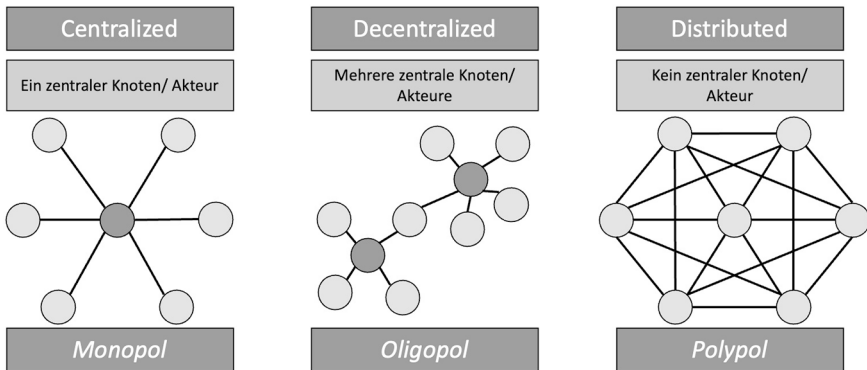 Centralized
Decentralized
Distributed
Ein zentraler Knoten/ Akteur
Mehrere zentrale Knoten/
Akteure
Kein zentraler Knoten/
Akteur
Monopol
Oligopol
Polypol